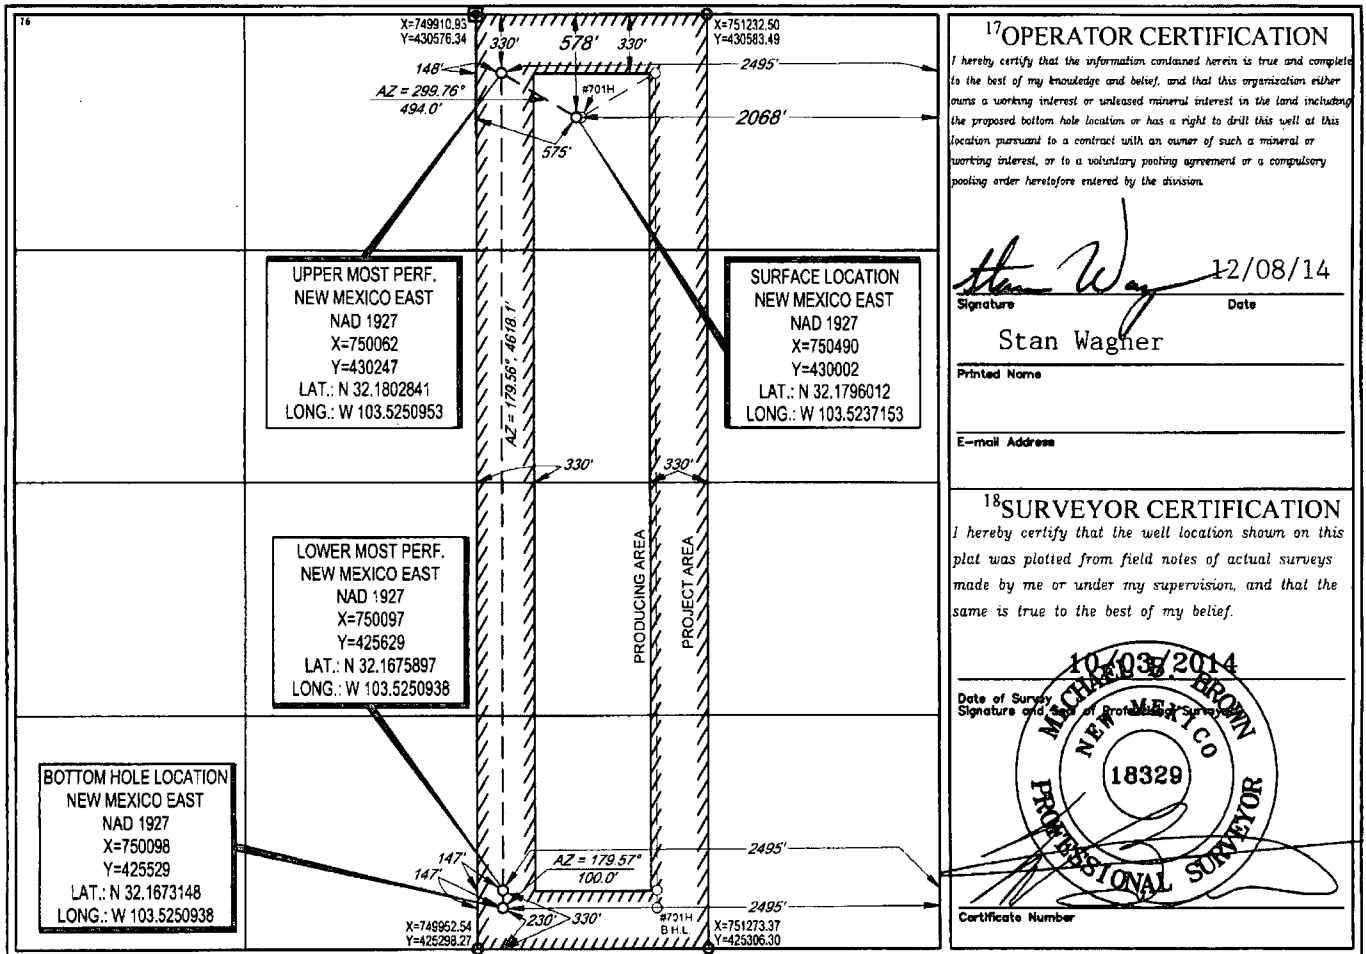 16
X=749910.93
Y=430576.34
X=751232.50
Y=430583.49
330'
578'
330'
148'
2495'
AZ = 299.76°
494.0'
#701H
2068'
575'
UPPER MOST PERF.
NEW MEXICO EAST
NAD 1927
X=750062
Y=430247
LAT.: N 32.1802841
LONG.: W 103.5250953
SURFACE LOCATION
NEW MEXICO EAST
NAD 1927
X=750490
Y=430002
LAT.: N 32.1796012
LONG.: W 103.5237153
AZ = 179.56°, 4618.1'
330'
330'
LOWER MOST PERF.
NEW MEXICO EAST
NAD 1927
X=750097
Y=425629
LAT.: N 32.1675897
LONG.: W 103.5250938
PRODUCING AREA
PROJECT AREA
BOTTOM HOLE LOCATION
NEW MEXICO EAST
NAD 1927
X=750098
Y=425529
LAT.: N 32.1673148
LONG.: W 103.5250938
147'
147'
AZ = 179.57°
100.0'
2495'
2495'
230'
330'
#701H
B.H.L.
X=749952.54
Y=425298.27
X=751273.37
Y=425306.30
17OPERATOR CERTIFICATION
I hereby certify that the information contained herein is true and complete
to the best of my knowledge and belief, and that this organization either
owns a working interest or unleased mineral interest in the land including
the proposed bottom hole location or has a right to drill this well at this
location pursuant to a contract with an owner of such a mineral or
working interest, or to a voluntary pooling agreement or a compulsory
pooling order heretofore entered by the division.
Stan Wag
12/08/14
Signature
Date
Stan Wagner
Printed Name
E-mail Address
18SURVEYOR CERTIFICATION
I hereby certify that the well location shown on this
plat was plotted from field notes of actual surveys
made by me or under my supervision, and that the
same is true to the best of my belief.
10/03/2014
Date of Survey
Signature and Seal of Professional Surveyor
MICHAEL B. BROWN
NEW MEXICO
18329
PROFESSIONAL SURVEYOR
Certificate Number